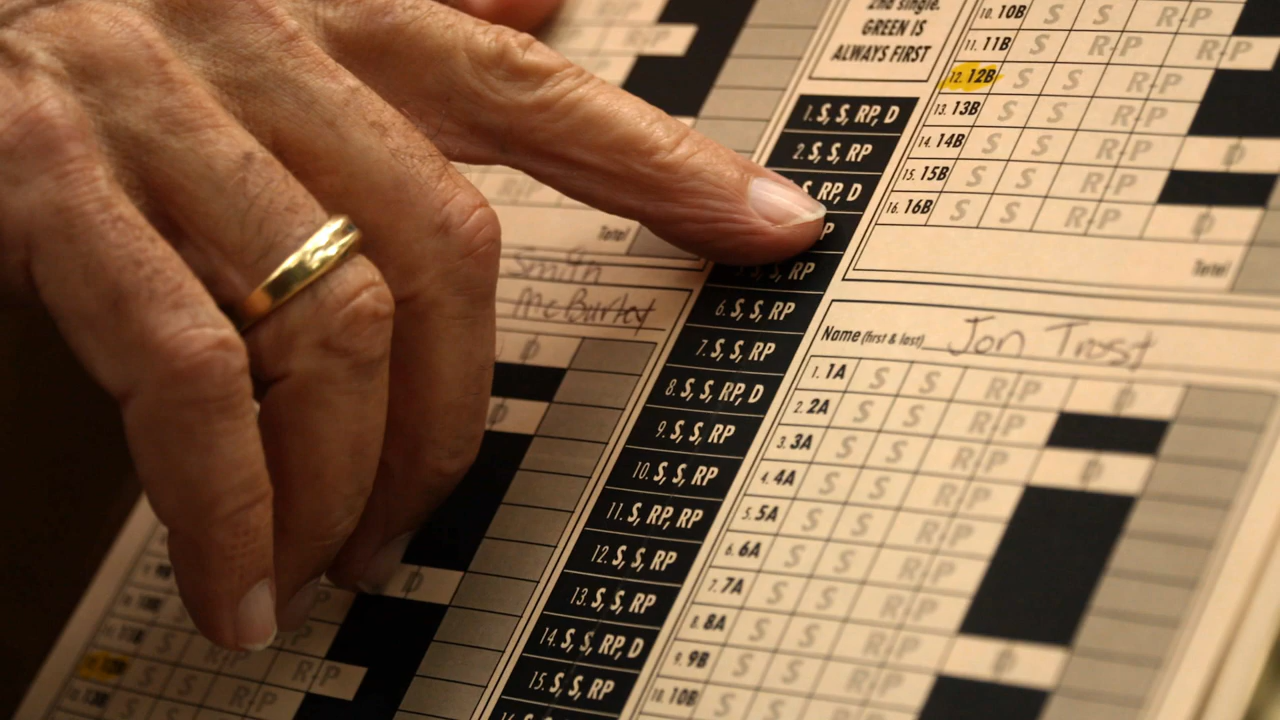 R-P
Total
Smith
McBurley
2nd single.
GREEN IS
ALWAYS FIRST
1. S, S, RP, D
2. S, S, RP
S, RP, D
P
S, RP
6. S, S, RP
7. S, S, RP
8. S, S, RP, D
9. S, S, RP
10. S, S, RP
11. S, RP, RP
12. S, S, RP
13. S, S, RP
14. S, S, RP, D
15. S, S, RP
10. 10B S S R-P
11. 11B S R-P R-P
12. 12B S S R-P
13. 13B S S R-P
14. 14B S S R-P D
15. 15B S S R-P
16. 16B S S R-P D
Total
Name (first & last) Jon Trost
1. 1A S S R-P D
2. 2A S S R-P
3. 3A S S R-P D
4. 4A S S R-P
5. 5A S S R-P
6. 6A S S R-P
7. 7A S S R-P
8. 8A S S R-P D
9. 9B S S R-P
10. 10B S S R-P